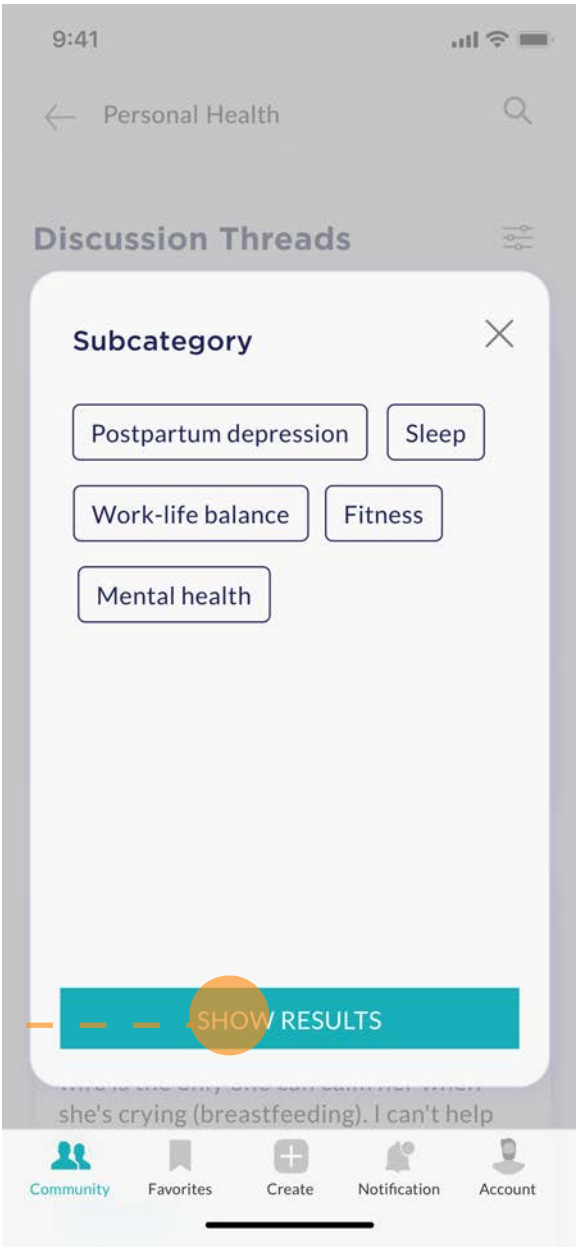 9:41
Personal Health
Discussion Threads
Subcategory
Postpartum depression Sleep
Work-life balance Fitness
Mental health
SHOW RESULTS
she's crying (breastfeeding). I can't help
Community Favorites Create Notification Account